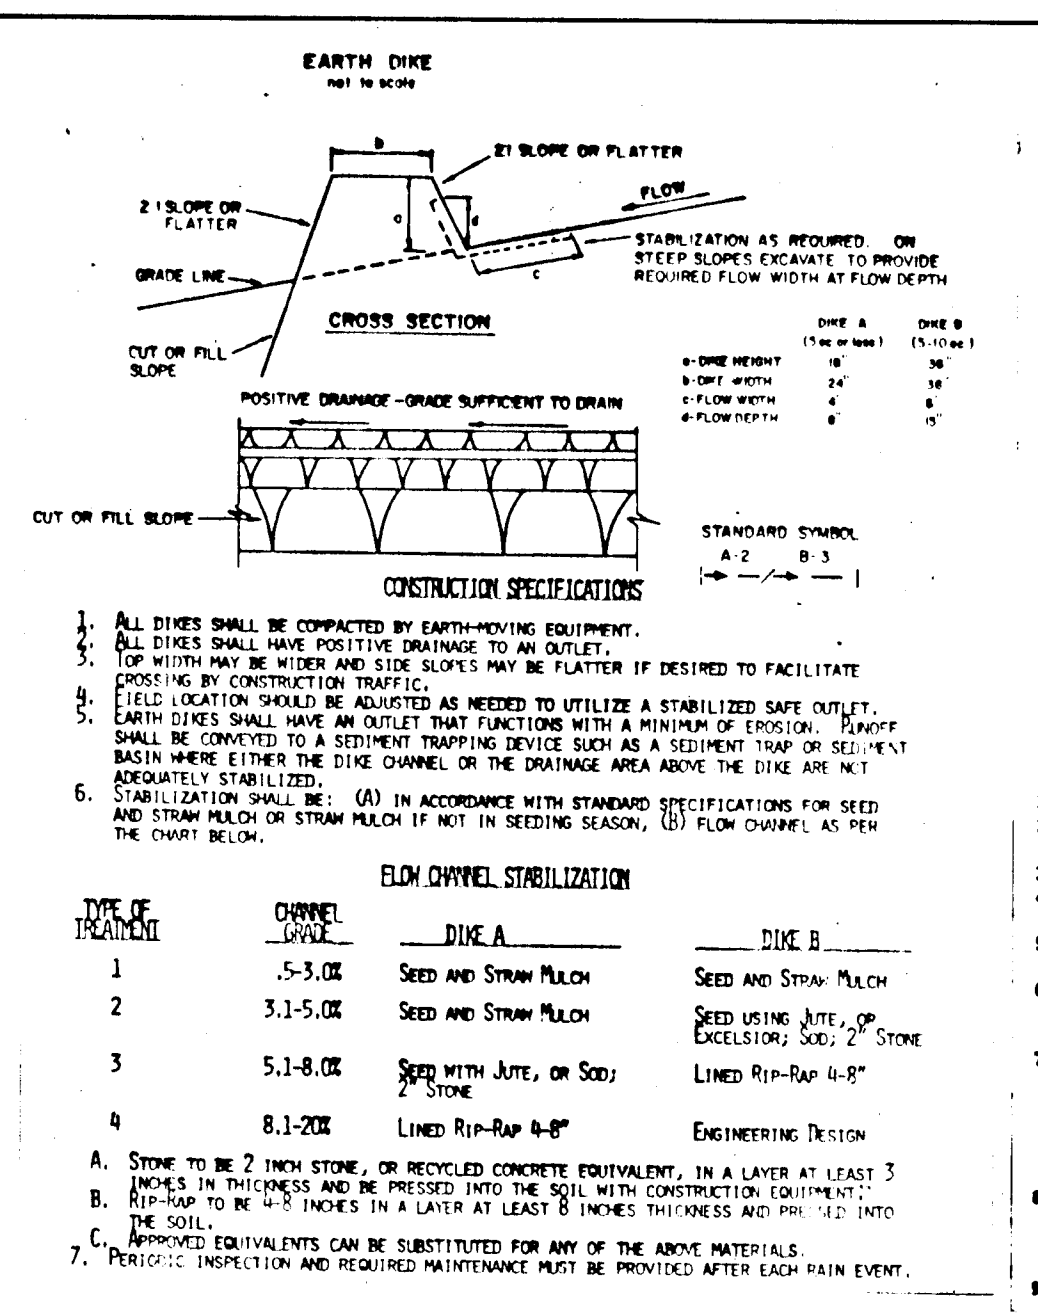 EARTH DIKE
not to scale
b
2:1 SLOPE OR FLATTER
FLOW
2:1 SLOPE OR
FLATTER
a
d
STABILIZATION AS REQUIRED. ON
STEEP SLOPES EXCAVATE TO PROVIDE
REQUIRED FLOW WIDTH AT FLOW DEPTH
GRADE LINE
c
CROSS SECTION
CUT OR FILL
SLOPE
DIKE A DIKE B
(5 ac or less) (5-10 ac)
a-DIKE HEIGHT 18" 36"
b-DIKE WIDTH 24" 36"
c-FLOW WIDTH 4' 6'
d-FLOW DEPTH 8" 15"
POSITIVE DRAINAGE-GRADE SUFFICIENT TO DRAIN
CUT OR FILL SLOPE
STANDARD SYMBOL
A-2 B-3
CONSTRUCTION SPECIFICATIONS
1. ALL DIKES SHALL BE COMPACTED BY EARTH-MOVING EQUIPMENT.
2. ALL DIKES SHALL HAVE POSITIVE DRAINAGE TO AN OUTLET.
3. TOP WIDTH MAY BE WIDER AND SIDE SLOPES MAY BE FLATTER IF DESIRED TO FACILITATE
CROSSING BY CONSTRUCTION TRAFFIC.
4. FIELD LOCATION SHOULD BE ADJUSTED AS NEEDED TO UTILIZE A STABILIZED SAFE OUTLET.
5. EARTH DIKES SHALL HAVE AN OUTLET THAT FUNCTIONS WITH A MINIMUM OF EROSION. RUNOFF
SHALL BE CONVEYED TO A SEDIMENT TRAPPING DEVICE SUCH AS A SEDIMENT TRAP OR SEDIMENT
BASIN WHERE EITHER THE DIKE CHANNEL OR THE DRAINAGE AREA ABOVE THE DIKE ARE NOT
ADEQUATELY STABILIZED.
6. STABILIZATION SHALL BE: (A) IN ACCORDANCE WITH STANDARD SPECIFICATIONS FOR SEED
AND STRAW MULCH OR STRAW MULCH IF NOT IN SEEDING SEASON, (B) FLOW CHANNEL AS PER
THE CHART BELOW.
FLOW CHANNEL STABILIZATION
TYPE OF
TREATMENT
CHANNEL
GRADE
DIKE A
DIKE B
1 .5-3.0% SEED AND STRAW MULCH SEED AND STRAW MULCH
2 3.1-5.0% SEED AND STRAW MULCH SEED USING JUTE, OR
EXCELSIOR; SOD; 2" STONE
3 5.1-8.0% SEED WITH JUTE, OR SOD; LINED RIP-RAP 4-8"
2" STONE
4 8.1-20% LINED RIP-RAP 4-8" ENGINEERING DESIGN
A. STONE TO BE 2 INCH STONE, OR RECYCLED CONCRETE EQUIVALENT, IN A LAYER AT LEAST 3
INCHES IN THICKNESS AND BE PRESSED INTO THE SOIL WITH CONSTRUCTION EQUIPMENT.
B. RIP-RAP TO BE 4-8 INCHES IN A LAYER AT LEAST 8 INCHES THICKNESS AND PRESSED INTO
THE SOIL.
C. APPROVED EQUIVALENTS CAN BE SUBSTITUTED FOR ANY OF THE ABOVE MATERIALS.
7. PERIODIC INSPECTION AND REQUIRED MAINTENANCE MUST BE PROVIDED AFTER EACH RAIN EVENT.